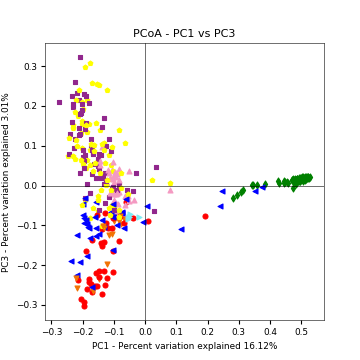 PCoA - PC1 vs PC3
PC3 - Percent variation explained 3.01%
0.3
0.2
0.1
0.0
−0.1
−0.2
−0.3
−0.3 −0.2 −0.1 0.0 0.1 0.2 0.3 0.4 0.5
PC1 - Percent variation explained 16.12%